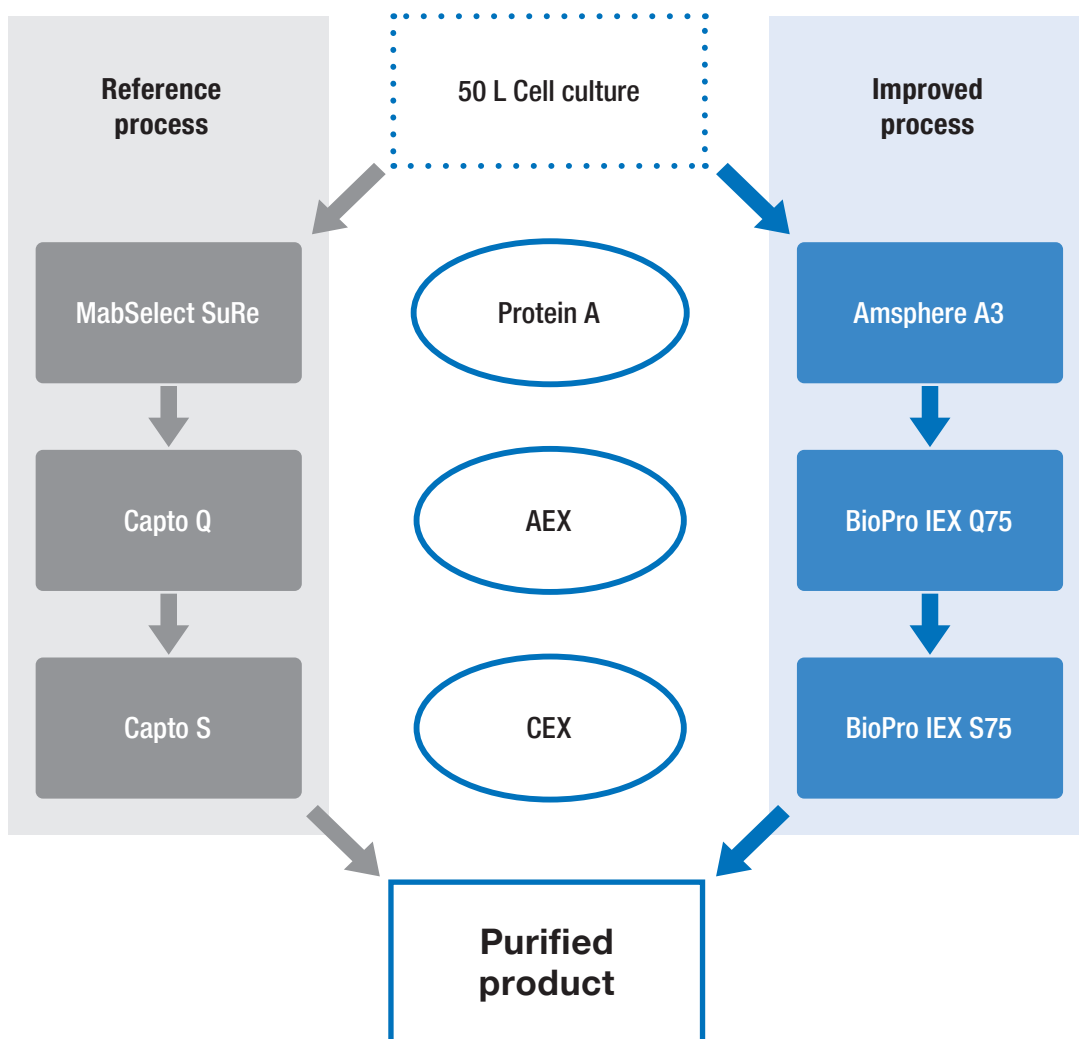 Reference
process
50 L Cell culture
Improved
process
MabSelect SuRe
Protein A
Amsphere A3
Capto Q
AEX
BioPro IEX Q75
Capto S
CEX
BioPro IEX S75
Purified
product